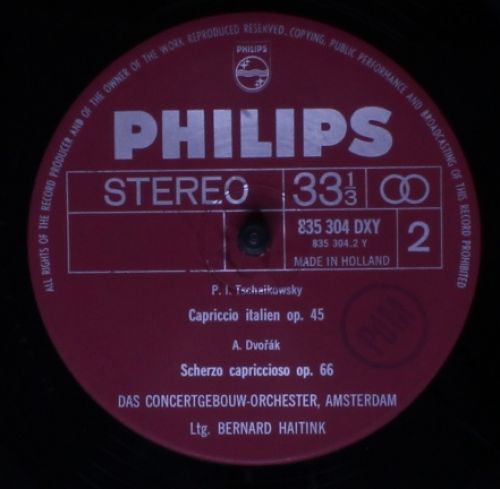 ALL RIGHTS OF THE RECORD PRODUCER AND OF THE OWNER OF THE WORK REPRODUCED RESERVED. COPYING, PUBLIC PERFORMANCE AND BROADCASTING OF THIS RECORD PROHIBITED
PHILIPS
PHILIPS
STEREO 33 1/3
835 304 DXY 2
835 304.2 Y
MADE IN HOLLAND
P. I. Tschaikowsky
Capriccio italien op. 45
A. Dvořák
Scherzo capriccioso op. 66
DAS CONCERTGEBOUW-ORCHESTER, AMSTERDAM
Ltg. BERNARD HAITINK